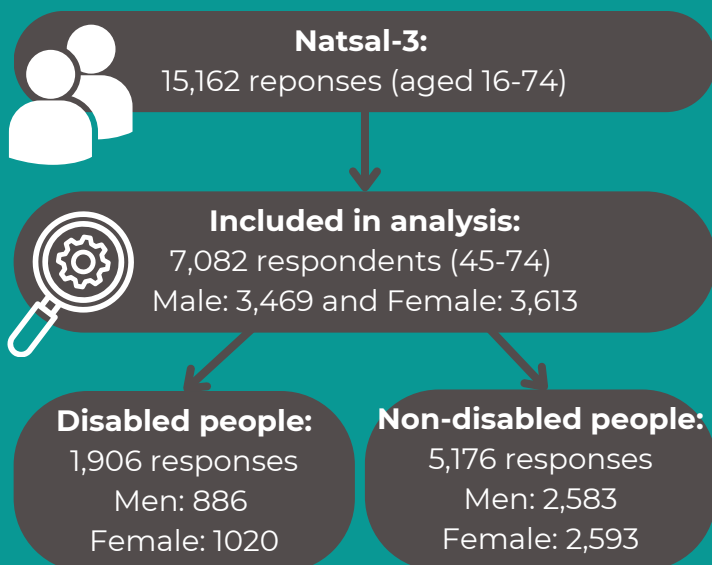 Natsal-3:
15,162 reponses (aged 16-74)
Included in analysis:
7,082 respondents (45-74)
Male: 3,469 and Female: 3,613
Disabled people:
1,906 responses
Men: 886
Female: 1020
Non-disabled people:
5,176 responses
Men: 2,583
Female: 2,593